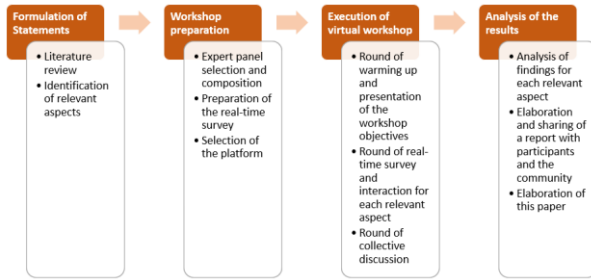 Formulation of
Statements
• Literature
review
• Identification
of relevant
aspects
Workshop
preparation
• Expert panel
selection and
composition
• Preparation of
the real-time
survey
• Selection of
the platform
Execution of
virtual workshop
• Round of
warming up
and
presentation
of the
workshop
objectives
• Round of real-
time survey
and
interaction for
each relevant
aspect
• Round of
collective
discussion
Analysis of the
results
• Analysis of
findings for
each relevant
aspect
• Elaboration
and sharing of
a report with
participants
and the
community
• Elaboration of
this paper